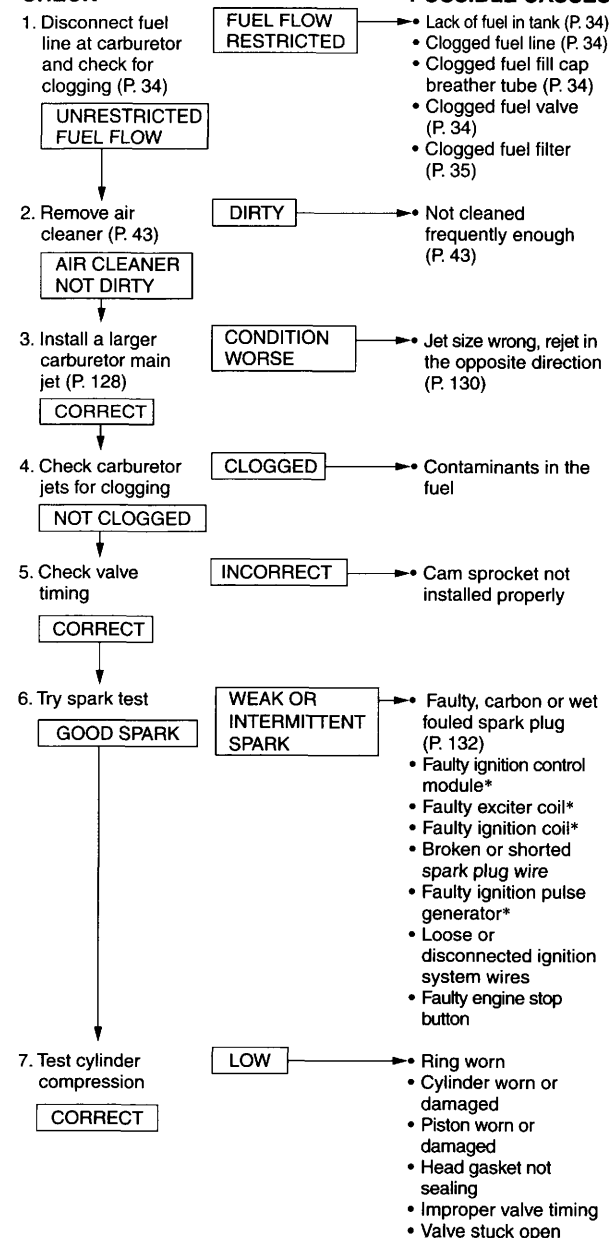 1. Disconnect fuel
line at carburetor
and check for
clogging (P. 34)
FUEL FLOW
RESTRICTED
• Lack of fuel in tank (P. 34)
• Clogged fuel line (P. 34)
• Clogged fuel fill cap
breather tube (P. 34)
• Clogged fuel valve
(P. 34)
• Clogged fuel filter
(P. 35)
UNRESTRICTED
FUEL FLOW
2. Remove air
cleaner (P. 43)
DIRTY
• Not cleaned
frequently enough
(P. 43)
AIR CLEANER
NOT DIRTY
3. Install a larger
carburetor main
jet (P. 128)
CONDITION
WORSE
• Jet size wrong, rejet in
the opposite direction
(P. 130)
CORRECT
4. Check carburetor
jets for clogging
CLOGGED
• Contaminants in the
fuel
NOT CLOGGED
5. Check valve
timing
INCORRECT
• Cam sprocket not
installed properly
CORRECT
6. Try spark test
WEAK OR
INTERMITTENT
SPARK
• Faulty, carbon or wet
fouled spark plug
(P. 132)
• Faulty ignition control
module*
• Faulty exciter coil*
• Faulty ignition coil*
• Broken or shorted
spark plug wire
• Faulty ignition pulse
generator*
• Loose or
disconnected ignition
system wires
• Faulty engine stop
button
GOOD SPARK
7. Test cylinder
compression
LOW
• Ring worn
• Cylinder worn or
damaged
• Piston worn or
damaged
• Head gasket not
sealing
• Improper valve timing
• Valve stuck open
CORRECT